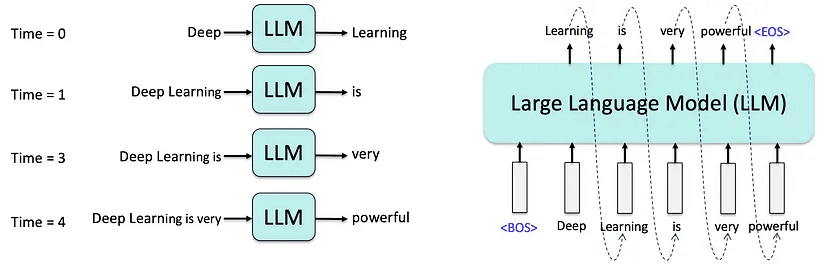 Time = 0 Deep LLM Learning
Time = 1 Deep Learning LLM is
Time = 3 Deep Learning is LLM very
Time = 4 Deep Learning is very LLM powerful
Learning is very powerful <EOS>
Large Language Model (LLM)
<BOS> Deep Learning is very powerful